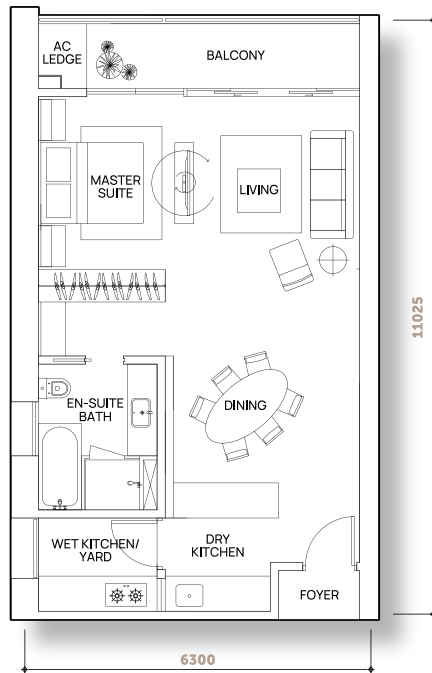 AC
LEDGE
BALCONY
MASTER
SUITE
LIVING
11025
EN-SUITE
BATH
DINING
WET KITCHEN/
YARD
DRY
KITCHEN
FOYER
6300